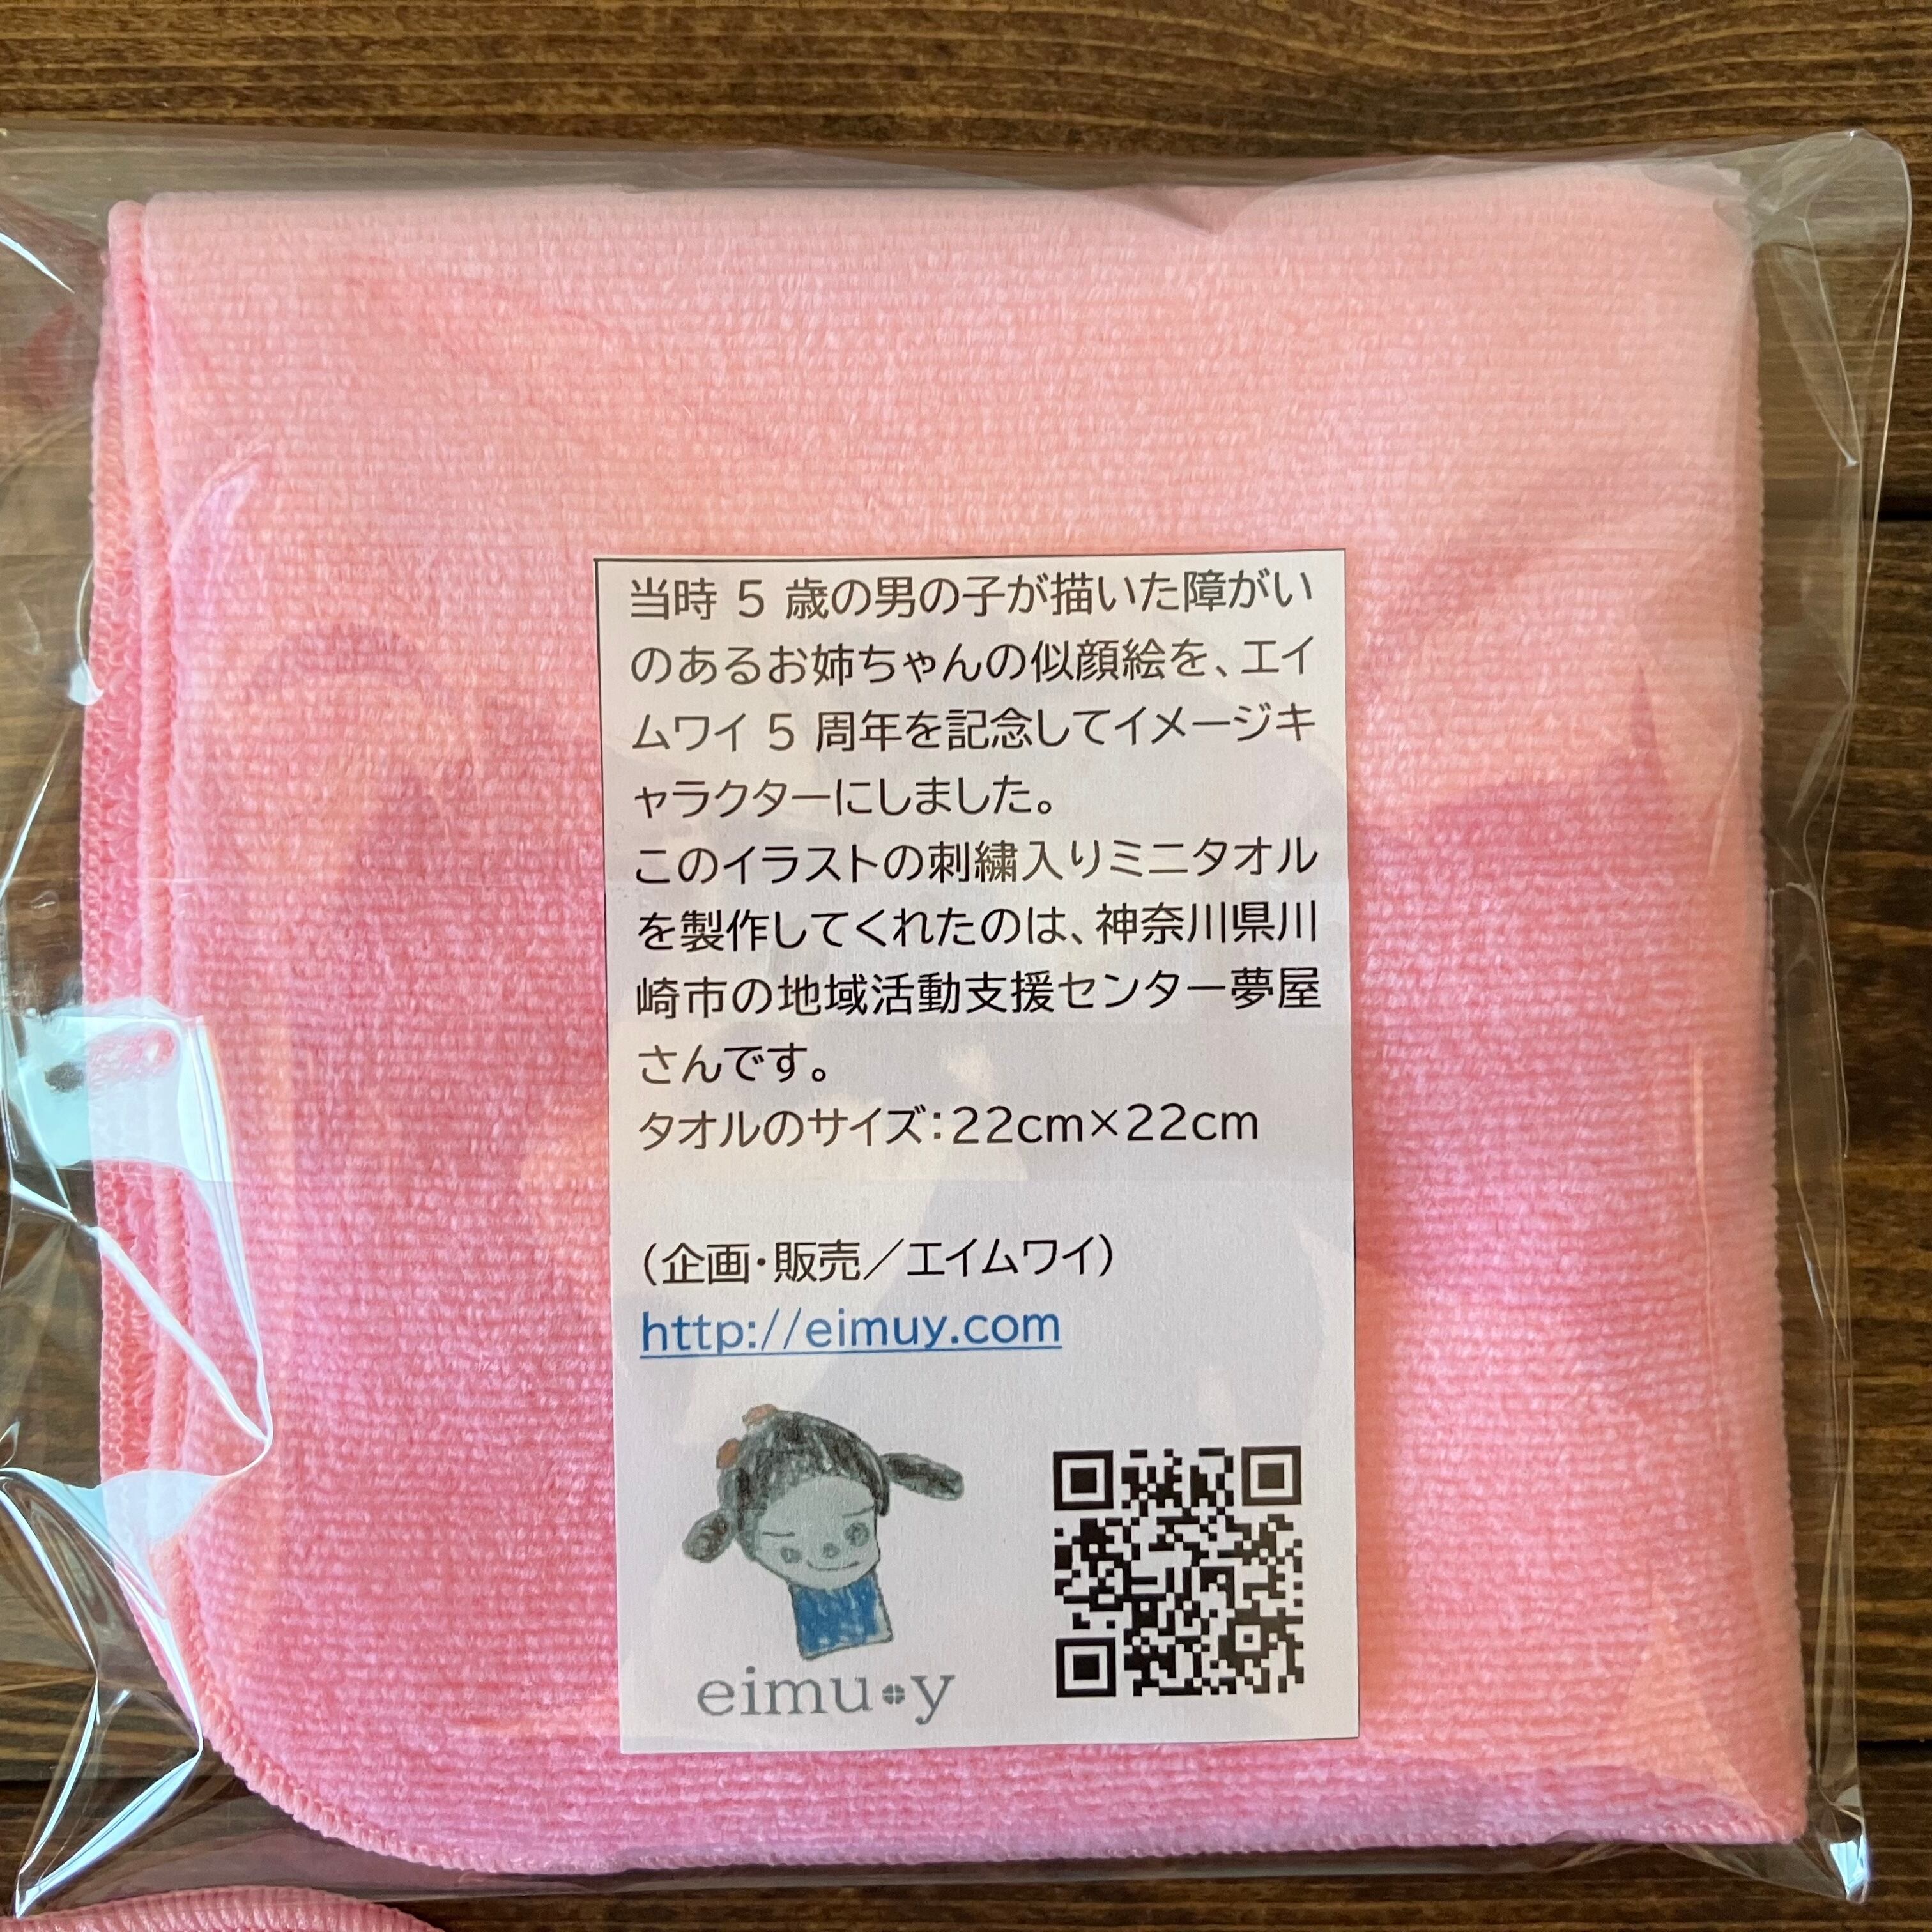 当時 5 歳の男の子が描いた障がい
のあるお姉ちゃんの似顔絵を、エイ
ムワイ 5 周年を記念してイメージキ
ャラクターにしました。
このイラストの刺繍入りミニタオル
を製作してくれたのは、神奈川県川
崎市の地域活動支援センター夢屋
さんです。
タオルのサイズ：22cm×22cm
（企画・販売／エイムワイ）
http://eimuy.com
eimu•y